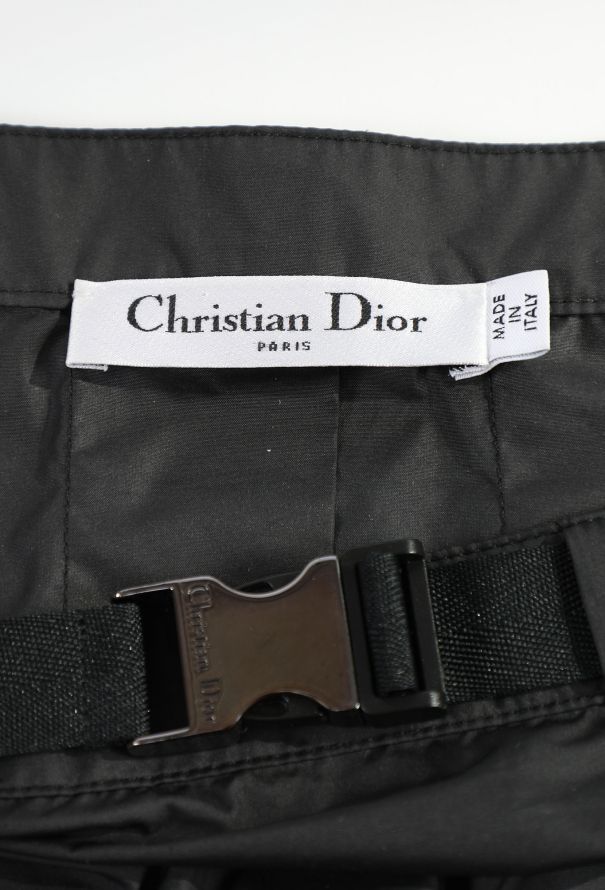 Christian Dior
PARIS
MADE
IN
ITALY
Christian Dior